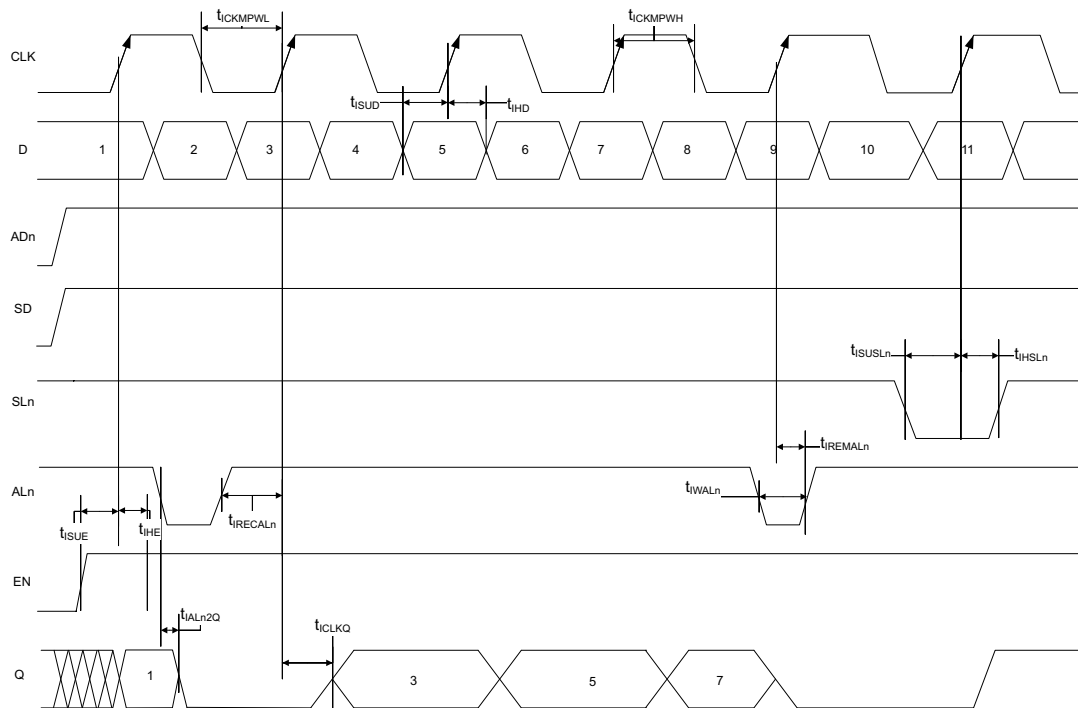 tICKMPWL
tICKMPWH
CLK
tISUD
tIHD
D
1
2
3
4
5
6
7
8
9
10
11
ADn
SD
tISUSLn
tIHSLn
SLn
tIREMALn
ALn
tIWALn
tISUE
tIHE
tIRECALn
EN
tIALn2Q
tICLKQ
Q
1
3
5
7